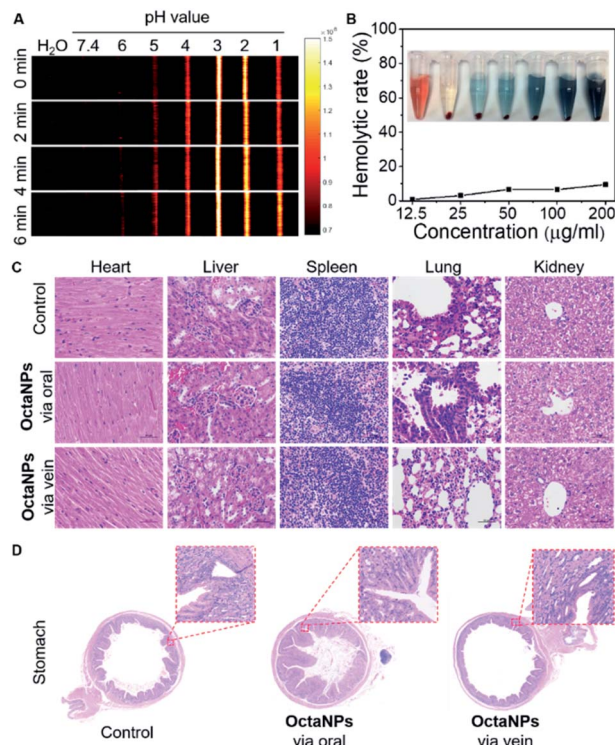 A
pH value
H₂O 7.4 6 5 4 3 2 1
0 min
2 min
4 min
6 min
×10⁶
1.5
1.4
1.3
1.2
1.1
1
0.9
0.8
0.7
B
Hemolytic rate (%)
100
80
60
40
20
0
12.5 25 50 100 200
Concentration (μg/ml)
C
Heart Liver Spleen Lung Kidney
Control
OctaNPs
via oral
OctaNPs
via vein
D
Stomach
Control
OctaNPs
via oral
OctaNPs
via vein